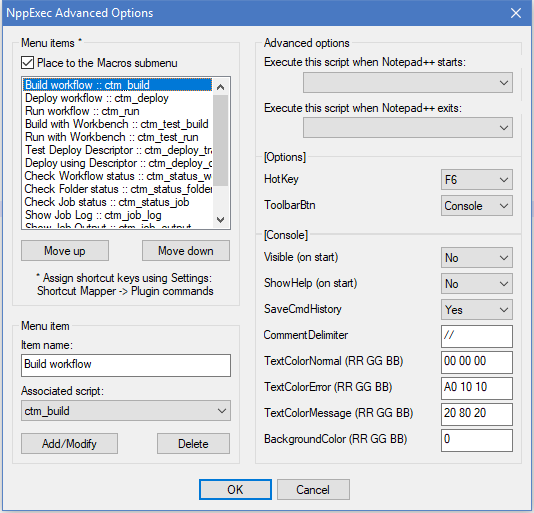 NppExec Advanced Options
Menu items *
Place to the Macros submenu
Build workflow :: ctm_build
Deploy workflow :: ctm_deploy
Run workflow :: ctm_run
Build with Workbench :: ctm_test_build
Run with Workbench :: ctm_test_run
Test Deploy Descriptor :: ctm_deploy_tra
Deploy using Descriptor :: ctm_deploy_d
Check Workflow status :: ctm_status_w
Check Folder status :: ctm_status_folder
Check Job status :: ctm_status_job
Show Job Log :: ctm_job_log
Show Job Output :: ctm_job_output
Move up
Move down
* Assign shortcut keys using Settings:
Shortcut Mapper -> Plugin commands
Menu item
Item name:
Build workflow
Associated script:
ctm_build
Add/Modify
Delete
Advanced options
Execute this script when Notepad++ starts:
Execute this script when Notepad++ exits:
[Options]
HotKey
F6
ToolbarBtn
Console
[Console]
Visible (on start)
No
ShowHelp (on start)
No
SaveCmdHistory
Yes
CommentDelimiter
//
TextColorNormal (RR GG BB)
00 00 00
TextColorError (RR GG BB)
A0 10 10
TextColorMessage (RR GG BB)
20 80 20
BackgroundColor (RR GG BB)
0
OK
Cancel